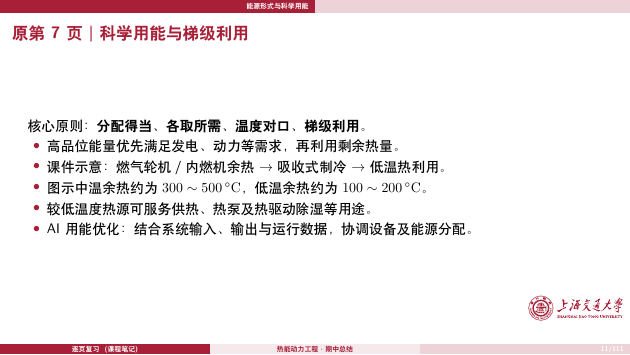 能源形式与科学用能
原第 7 页｜科学用能与梯级利用
核心原则：分配得当、各取所需、温度对口、梯级利用。
• 高品位能量优先满足发电、动力等需求，再利用剩余热量。
• 课件示意：燃气轮机 / 内燃机余热 → 吸收式制冷 → 低温热利用。
• 图示中温余热约为 300 ∼ 500 °C，低温余热约为 100 ∼ 200 °C。
• 较低温度热源可服务供热、热泵及热驱动除湿等用途。
• AI 用能优化：结合系统输入、输出与运行数据，协调设备及能源分配。
上海交通大学
SHANGHAI JIAO TONG UNIVERSITY
逐页复习（课程笔记）
热能动力工程 · 期中总结
11/111